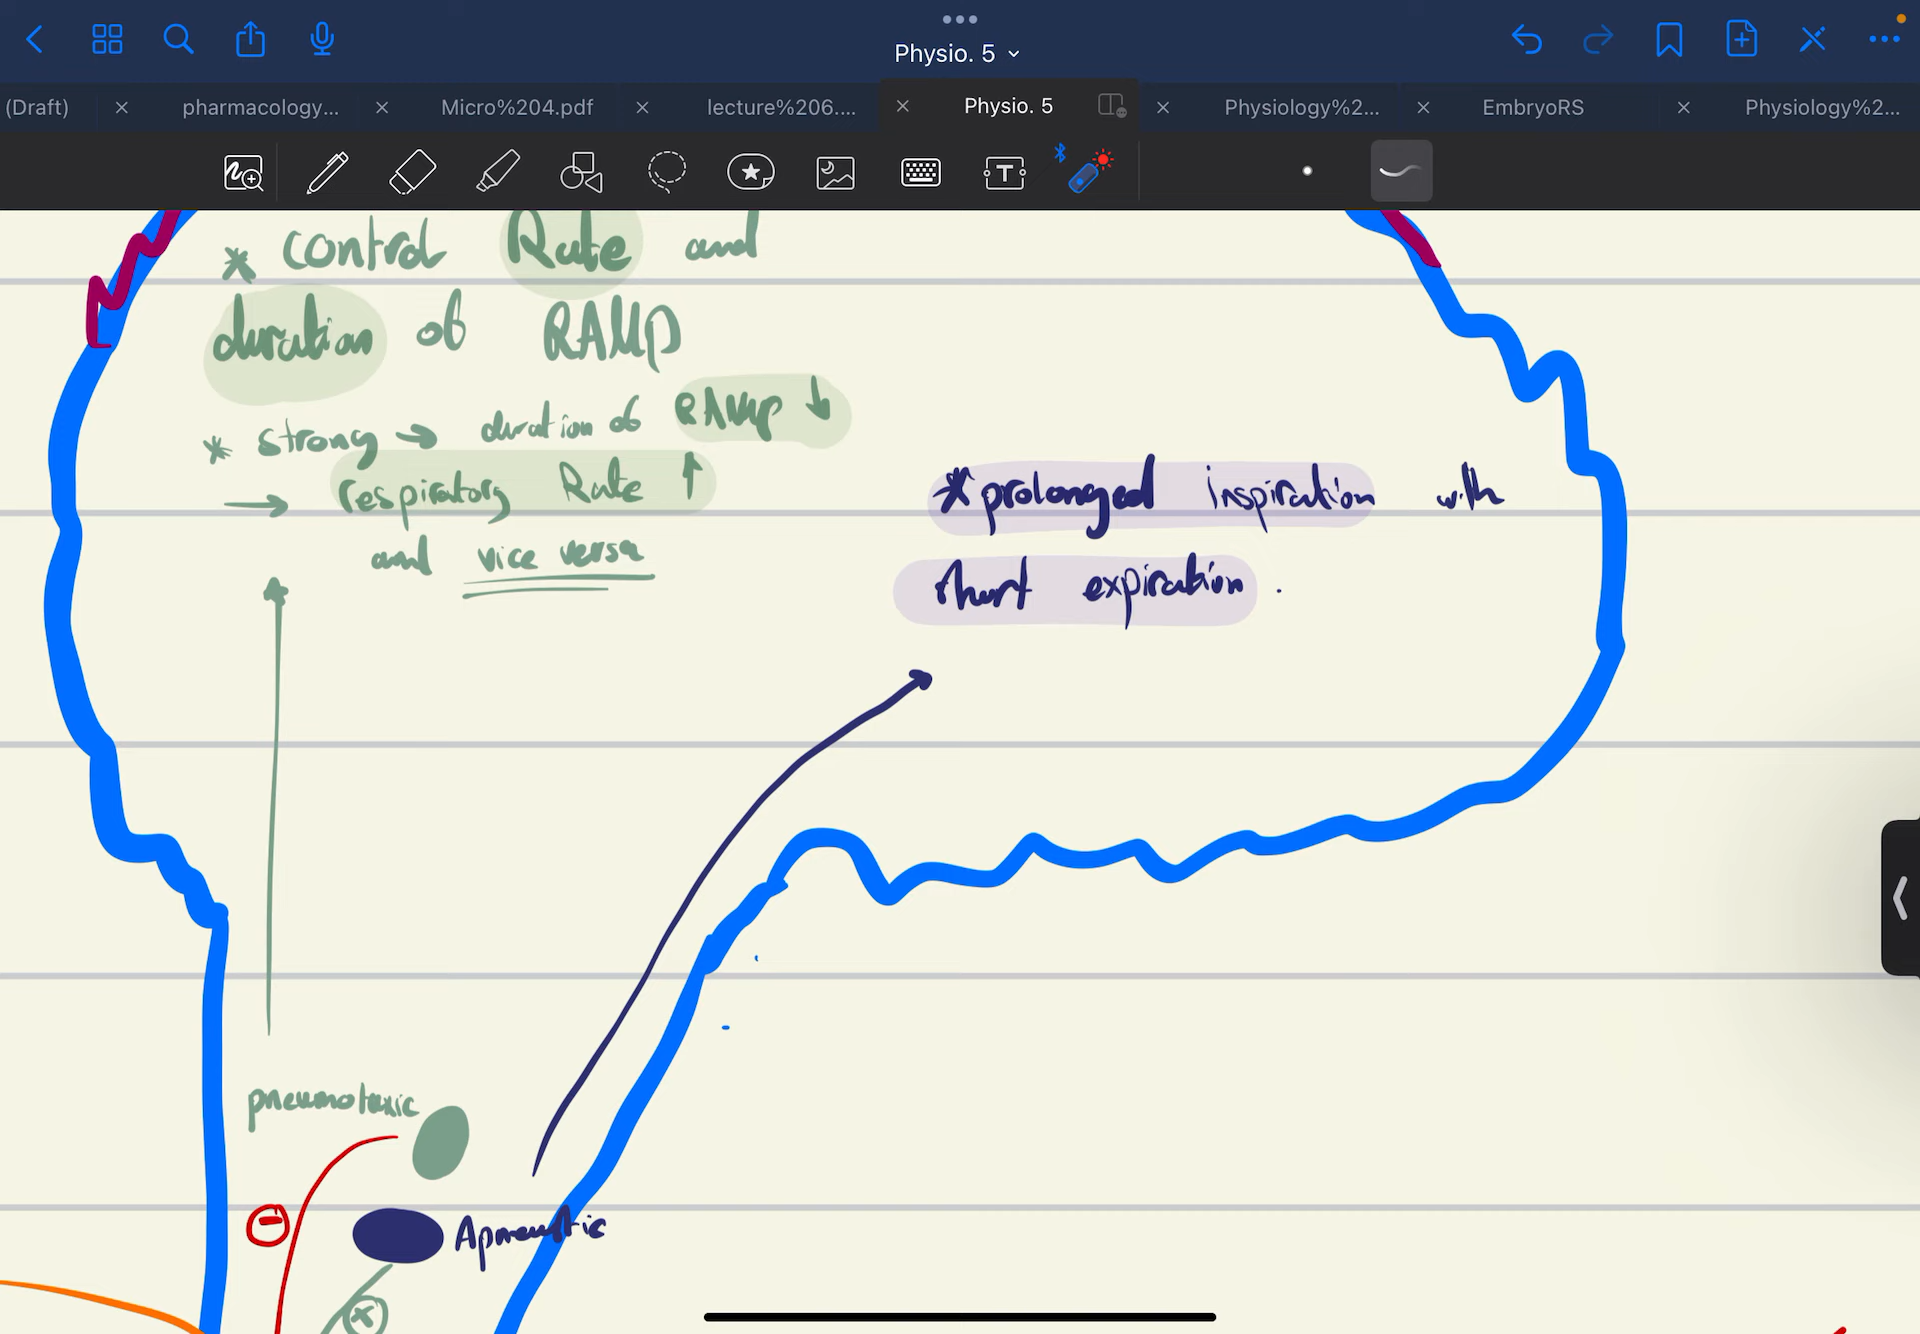 Physio. 5
(Draft)
pharmacology...
Micro%204.pdf
lecture%206....
Physio. 5
Physiology%2...
EmbryoRS
Physiology%2...
* control Rate and
duration of RAMP
* strong → duration of RAMP ↓
→ respiratory Rate ↑
and vice versa
*prolonged inspiration with
short expiration .
pneumotaxic
Apneustic